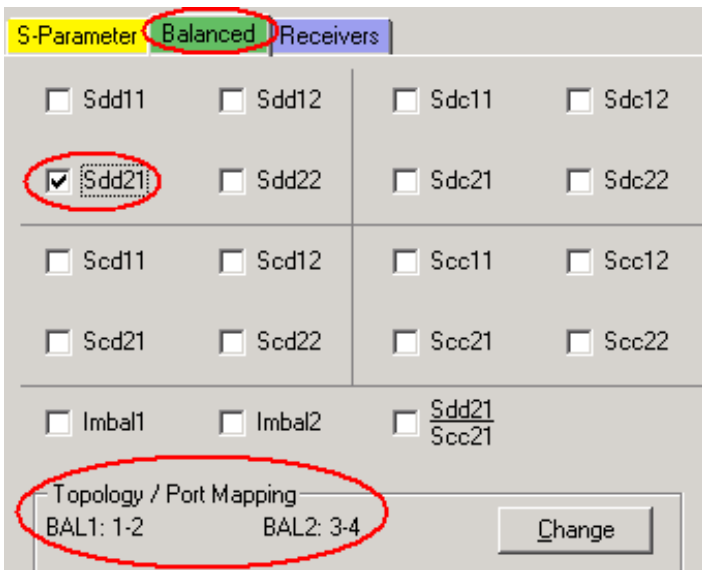 S-Parameter Balanced Receivers
Sdd11 Sdd12 Sdc11 Sdc12
Sdd21 Sdd22 Sdc21 Sdc22
Scd11 Scd12 Scc11 Scc12
Scd21 Scd22 Scc21 Scc22
Imbal1 Imbal2 Sdd21
Scc21
Topology / Port Mapping
BAL1: 1-2 BAL2: 3-4 Change